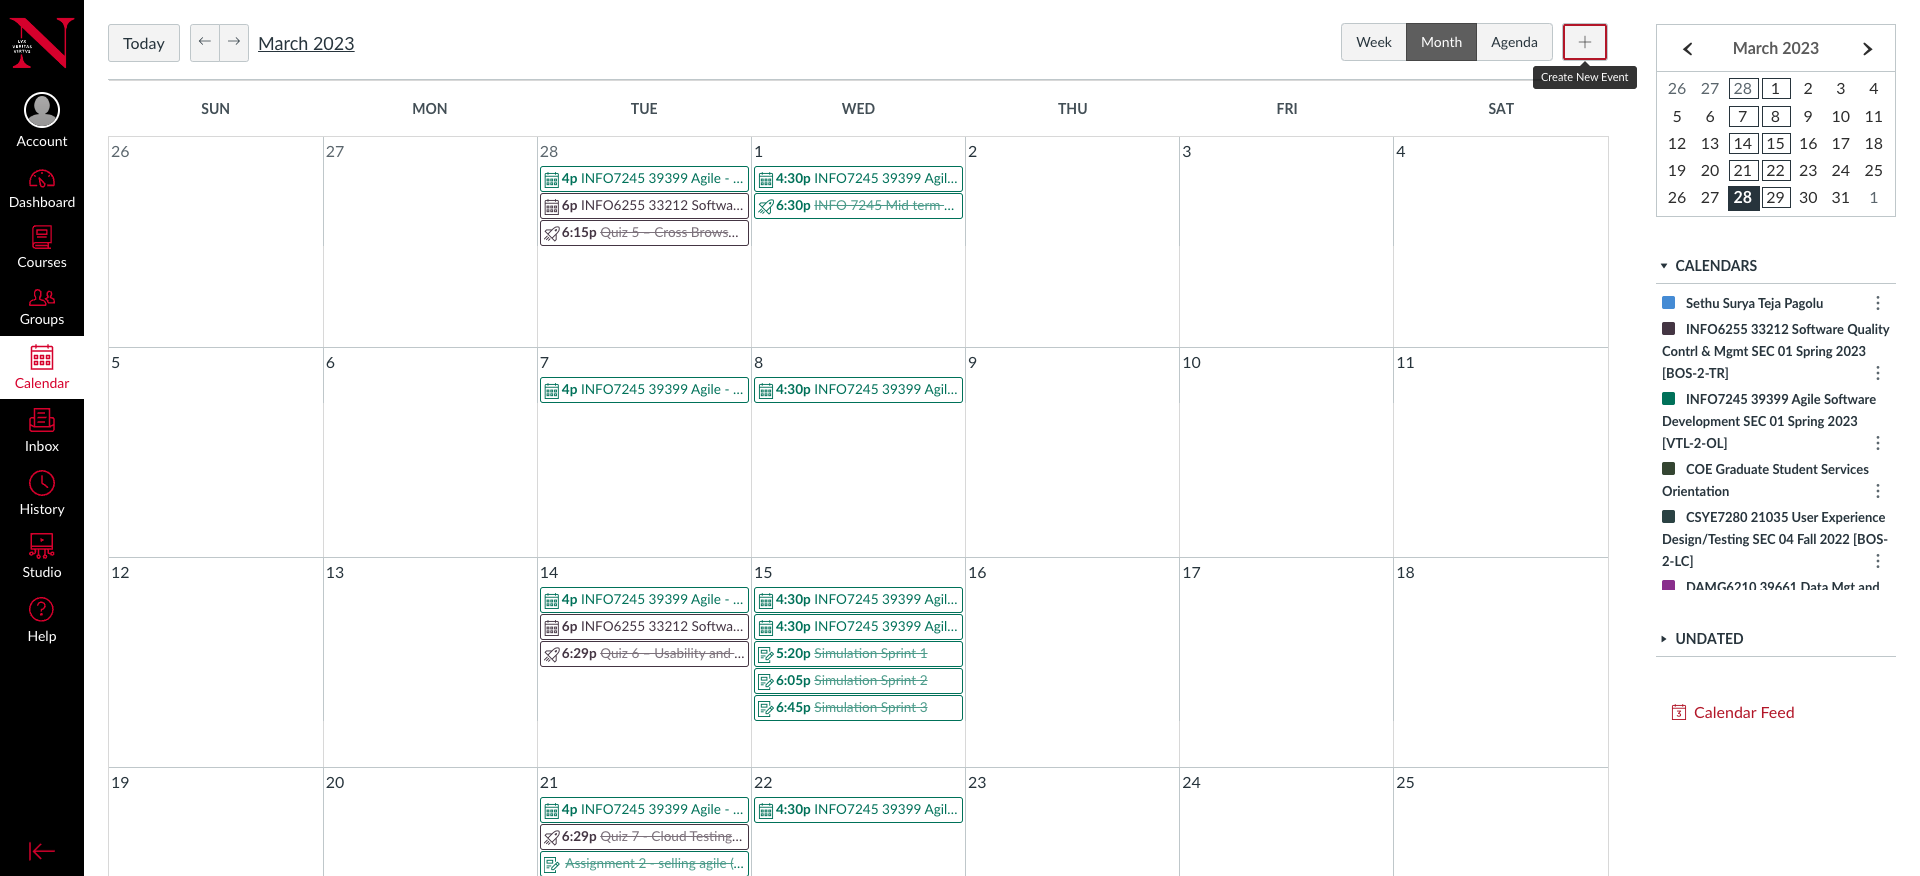 LVX
VERITAS
VIRTVS
Account
Dashboard
Courses
Groups
Calendar
Inbox
History
Studio
Help
Today
← →
March 2023
Week
Month
Agenda
+
Create New Event
SUN
MON
TUE
WED
THU
FRI
SAT
26
27
28
4p INFO7245 39399 Agile - ...
6p INFO6255 33212 Softwa...
6:15p Quiz 5 – Cross Brows...
1
4:30p INFO7245 39399 Agil...
6:30p INFO 7245 Mid term ...
2
3
4
5
6
7
4p INFO7245 39399 Agile - ...
8
4:30p INFO7245 39399 Agil...
9
10
11
12
13
14
4p INFO7245 39399 Agile - ...
6p INFO6255 33212 Softwa...
6:29p Quiz 6 – Usability and ...
15
4:30p INFO7245 39399 Agil...
4:30p INFO7245 39399 Agil...
5:20p Simulation Sprint 1
6:05p Simulation Sprint 2
6:45p Simulation Sprint 3
16
17
18
19
20
21
4p INFO7245 39399 Agile - ...
6:29p Quiz 7 - Cloud Testing...
Assignment 2 - selling agile (...
22
4:30p INFO7245 39399 Agil...
23
24
25
March 2023
26 27 28 1 2 3 4
5 6 7 8 9 10 11
12 13 14 15 16 17 18
19 20 21 22 23 24 25
26 27 28 29 30 31 1
CALENDARS
Sethu Surya Teja Pagolu
INFO6255 33212 Software Quality
Contrl & Mgmt SEC 01 Spring 2023
[BOS-2-TR]
INFO7245 39399 Agile Software
Development SEC 01 Spring 2023
[VTL-2-OL]
COE Graduate Student Services
Orientation
CSYE7280 21035 User Experience
Design/Testing SEC 04 Fall 2022 [BOS-
2-LC]
DAMG6210 39661 Data Mgt and
UNDATED
3 Calendar Feed